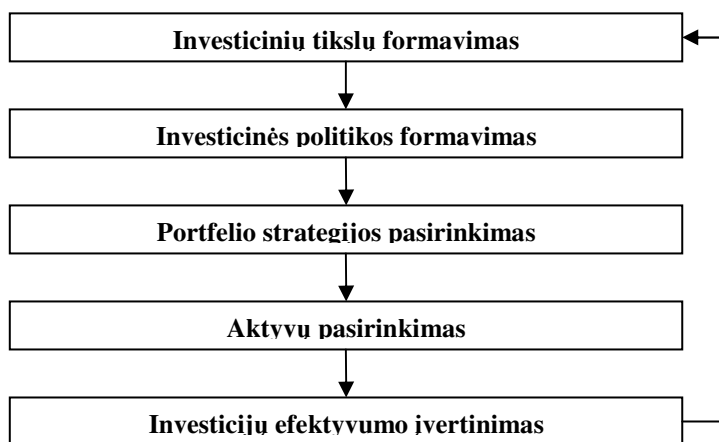 Investicinių tikslų formavimas
Investicinės politikos formavimas
Portfelio strategijos pasirinkimas
Aktyvų pasirinkimas
Investicijų efektyvumo įvertinimas